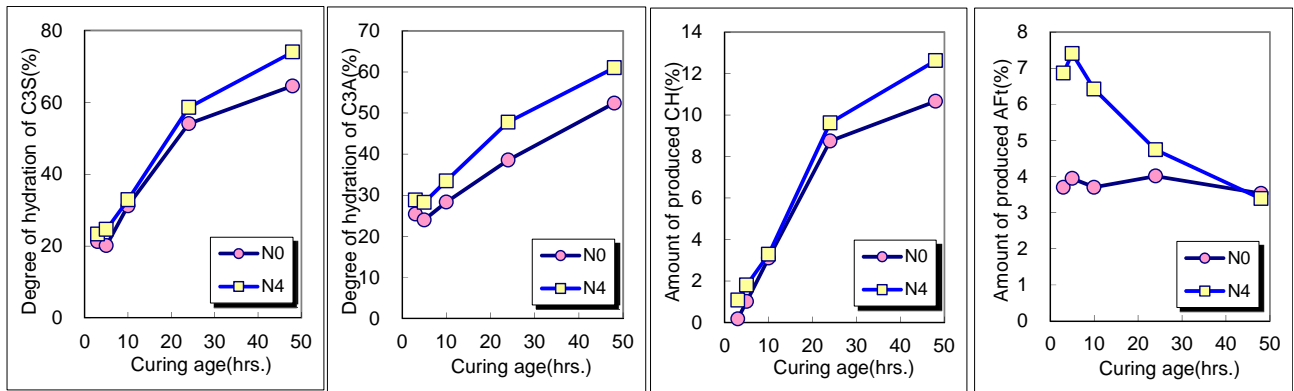 Degree of hydration of C3S(%)
80
60
40
20
0
0 10 20 30 40 50
Curing age(hrs.)
N0
N4
Degree of hydration of C3A(%)
70
60
50
40
30
20
10
0
0 10 20 30 40 50
Curing age(hrs.)
N0
N4
Amount of produced CH(%)
14
12
10
8
6
4
2
0
0 10 20 30 40 50
Curing age(hrs.)
N0
N4
Amount of produced AFt(%)
8
7
6
5
4
3
2
1
0
0 10 20 30 40 50
Curing age(hrs.)
N0
N4